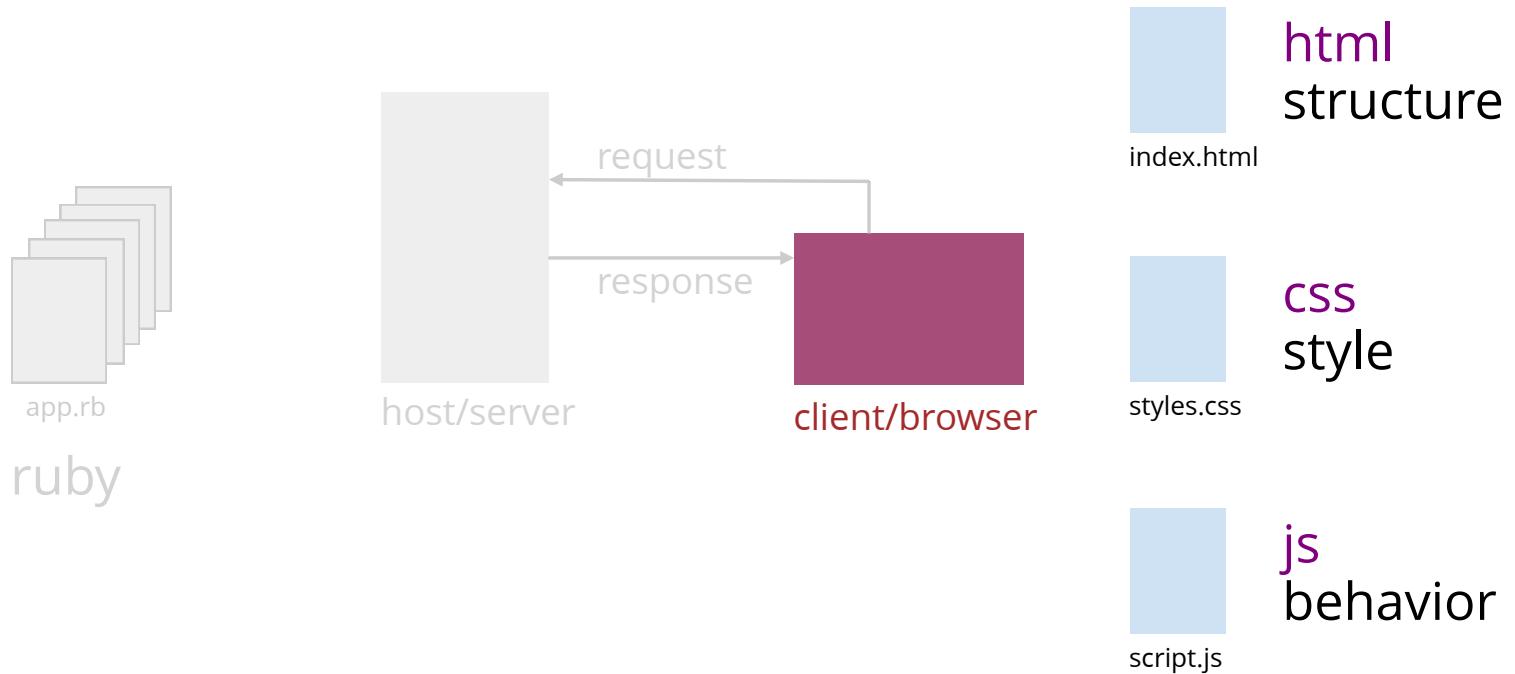 app.rb
ruby
host/server
request
response
client/browser
index.html
html
structure
styles.css
css
style
script.js
js
behavior